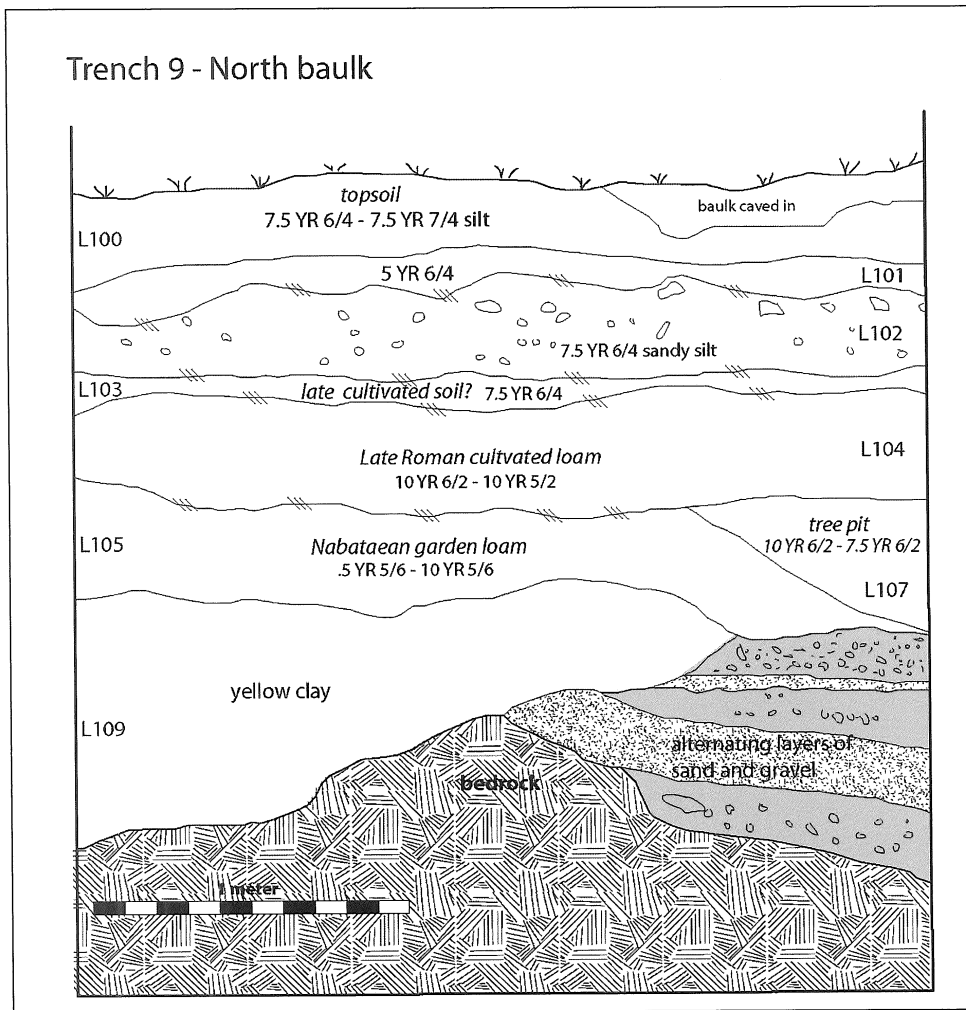 Trench 9 - North baulk
topsoil
7.5 YR 6/4 - 7.5 YR 7/4 silt
baulk caved in
L100
5 YR 6/4
L101
L102
7.5 YR 6/4 sandy silt
L103
late cultivated soil? 7.5 YR 6/4
Late Roman cultvated loam
10 YR 6/2 - 10 YR 5/2
L104
L105
Nabataean garden loam
.5 YR 5/6 - 10 YR 5/6
tree pit
10 YR 6/2 - 7.5 YR 6/2
L107
yellow clay
L109
alternating layers of
sand and gravel
bedrock
1 meter